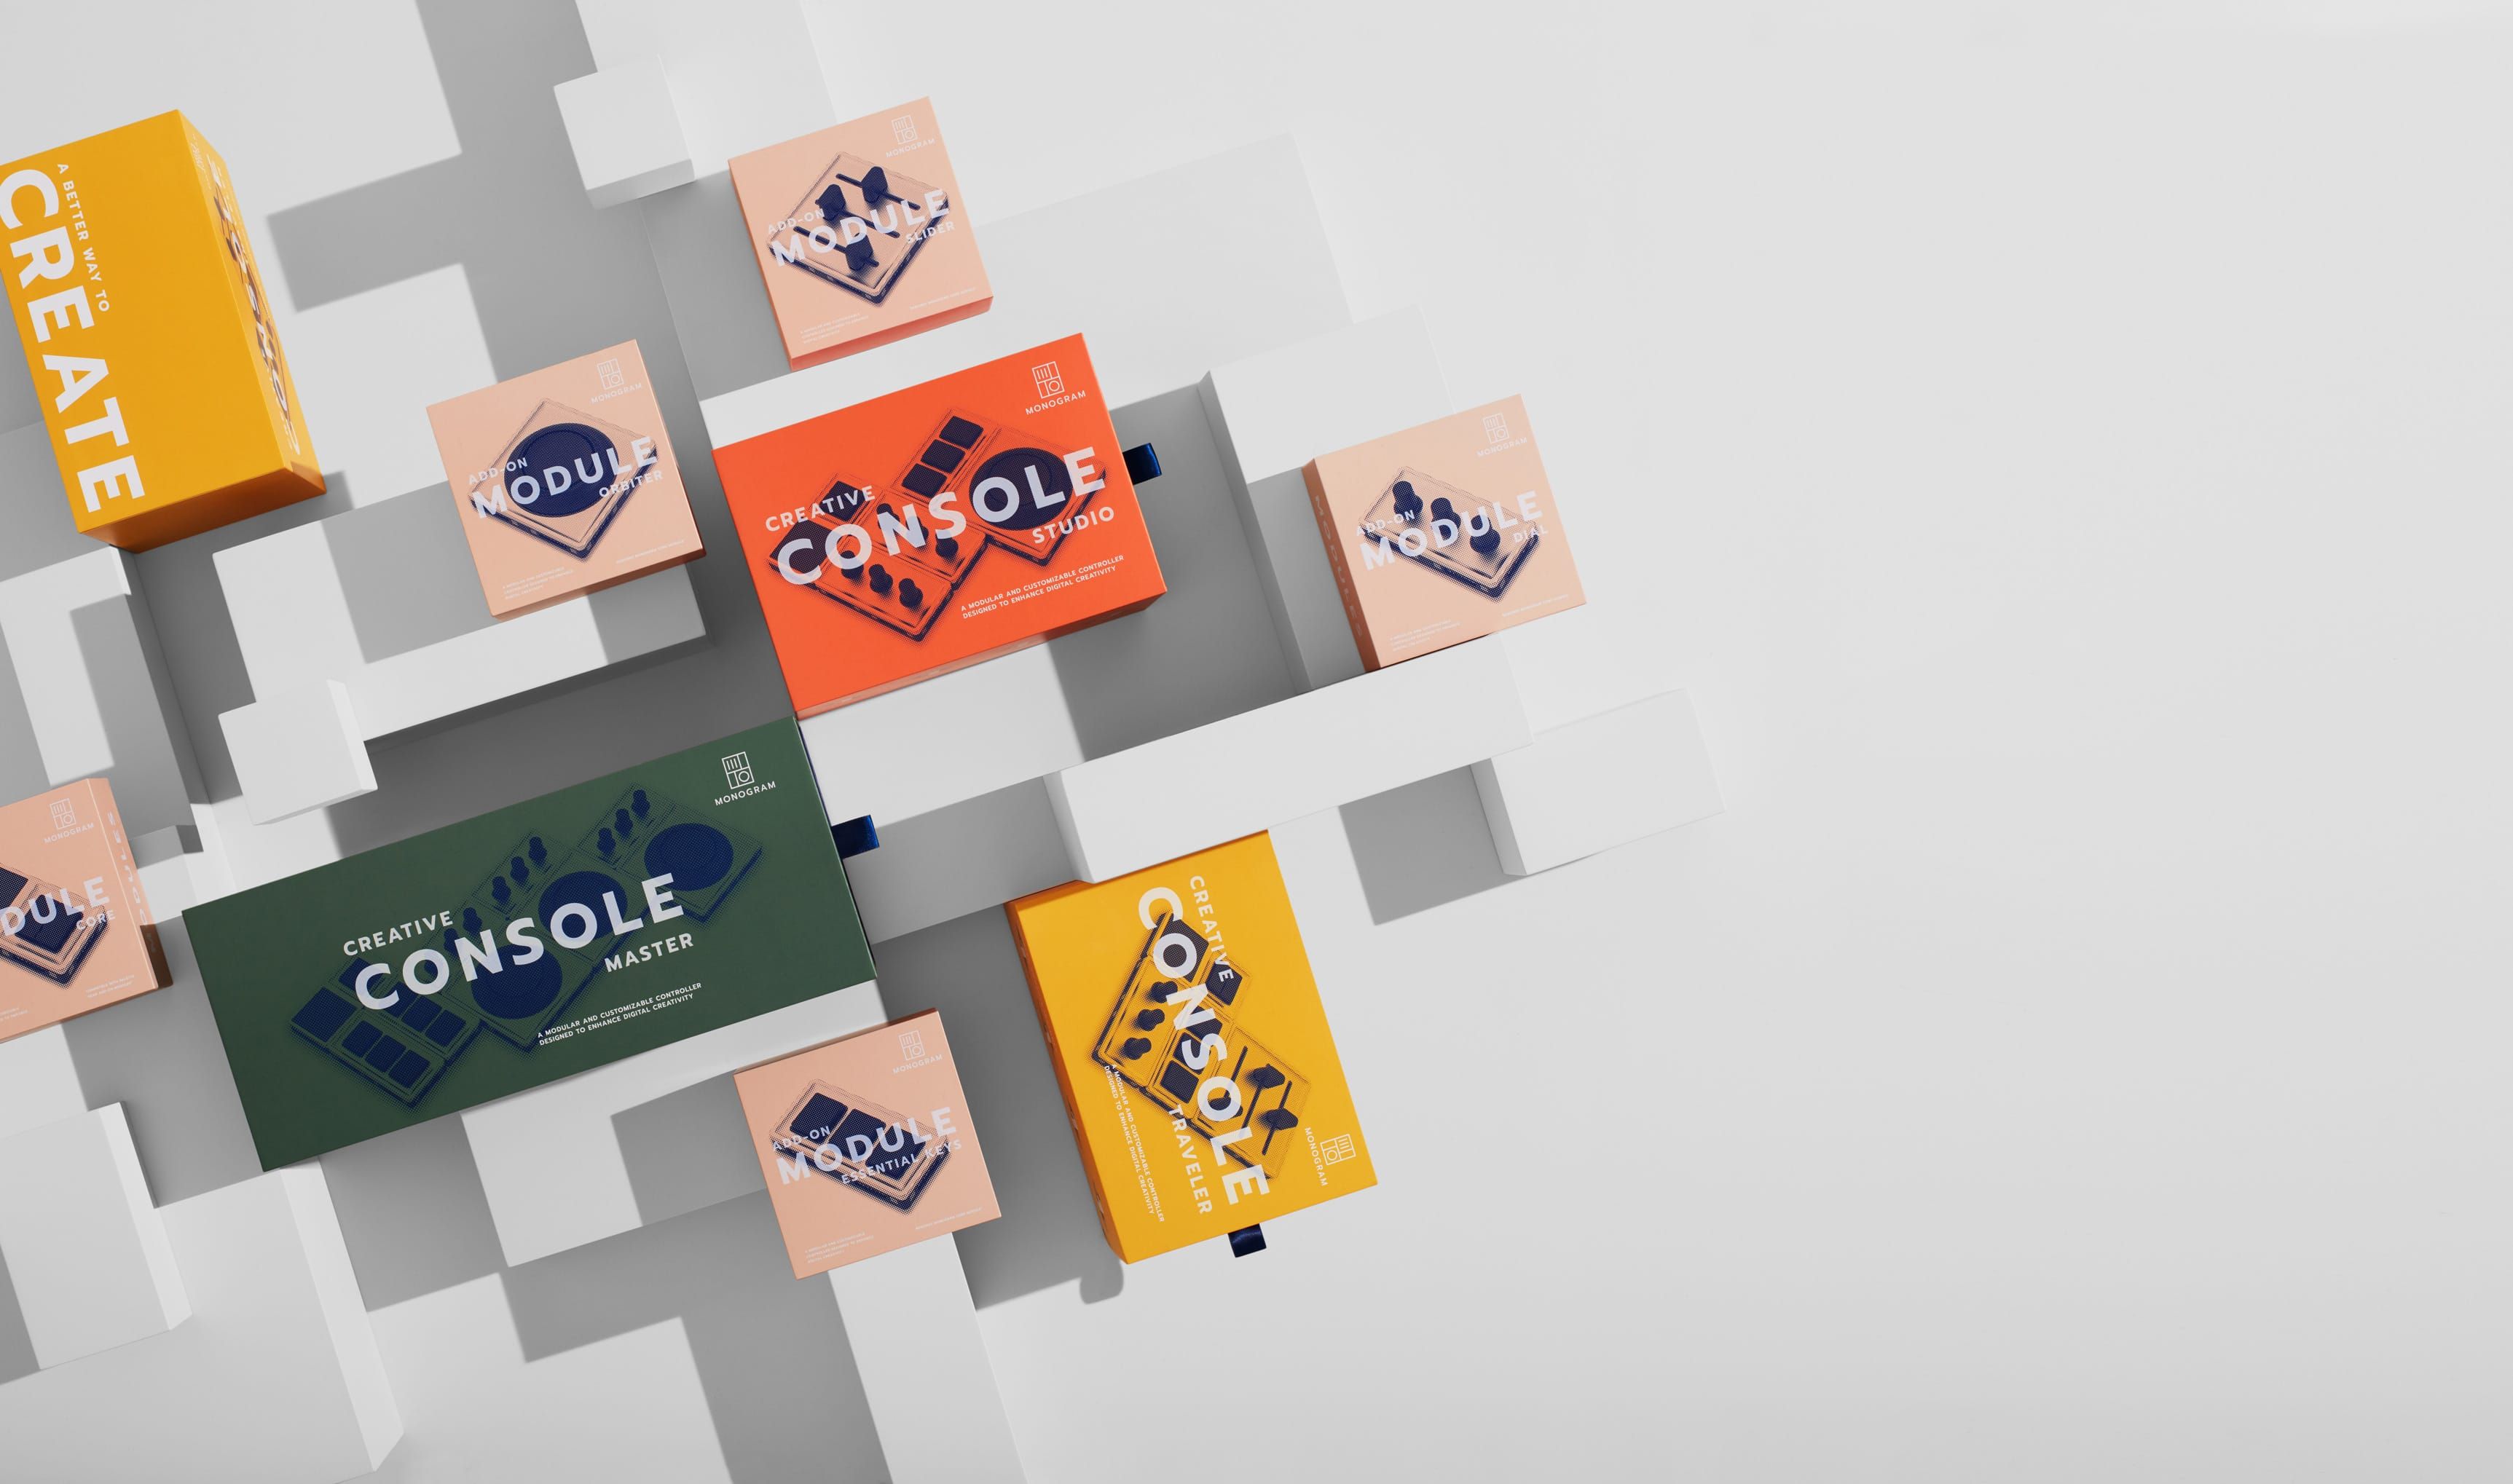 A BETTER WAY TO
CREATE
MONOGRAM
ADD-ON
MODULE
SLIDER
MONOGRAM
ADD-ON
MODULE
ORBITER
MONOGRAM
CREATIVE
CONSOLE
STUDIO
A MODULAR AND CUSTOMIZABLE CONTROLLER
DESIGNED TO ENHANCE DIGITAL CREATIVITY
MONOGRAM
ADD-ON
MODULE
DIAL
MONOGRAM
DULE
CORE
MONOGRAM
CREATIVE
CONSOLE
MASTER
A MODULAR AND CUSTOMIZABLE CONTROLLER
DESIGNED TO ENHANCE DIGITAL CREATIVITY
MONOGRAM
ADD-ON
MODULE
ESSENTIAL KEYS
CREATIVE
CONSOLE
TRAVELER
A MODULAR AND CUSTOMIZABLE CONTROLLER
DESIGNED TO ENHANCE DIGITAL CREATIVITY
MONOGRAM